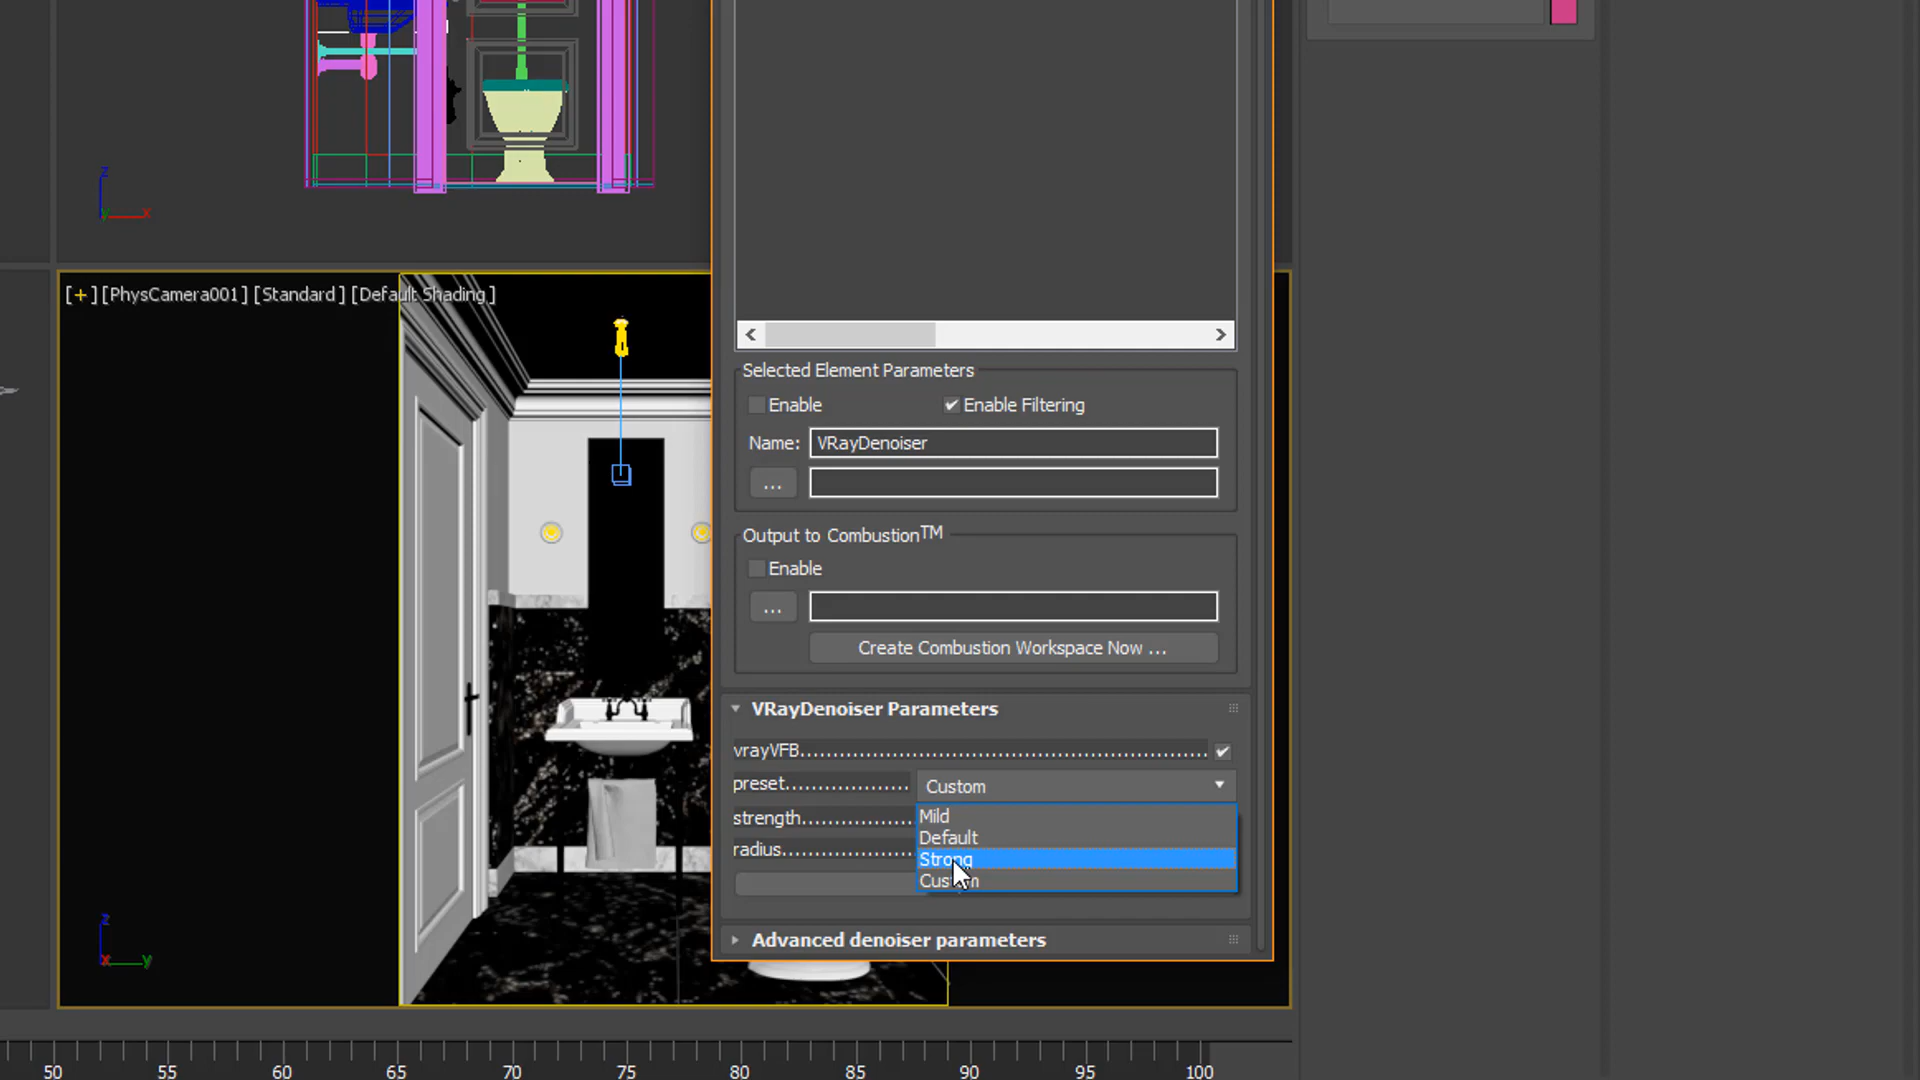 z
x
[+] [PhysCamera001] [Standard] [Default Shading]
Selected Element Parameters
Enable
Enable Filtering
Name: VRayDenoiser
...
Output to Combustion™
Enable
...
Create Combustion Workspace Now ...
VRayDenoiser Parameters
vrayVFB
preset Custom
Mild
strength
Default
radius
Strong
Custom
Advanced denoiser parameters
z
x y
50 55 60 65 70 75 80 85 90 95 100